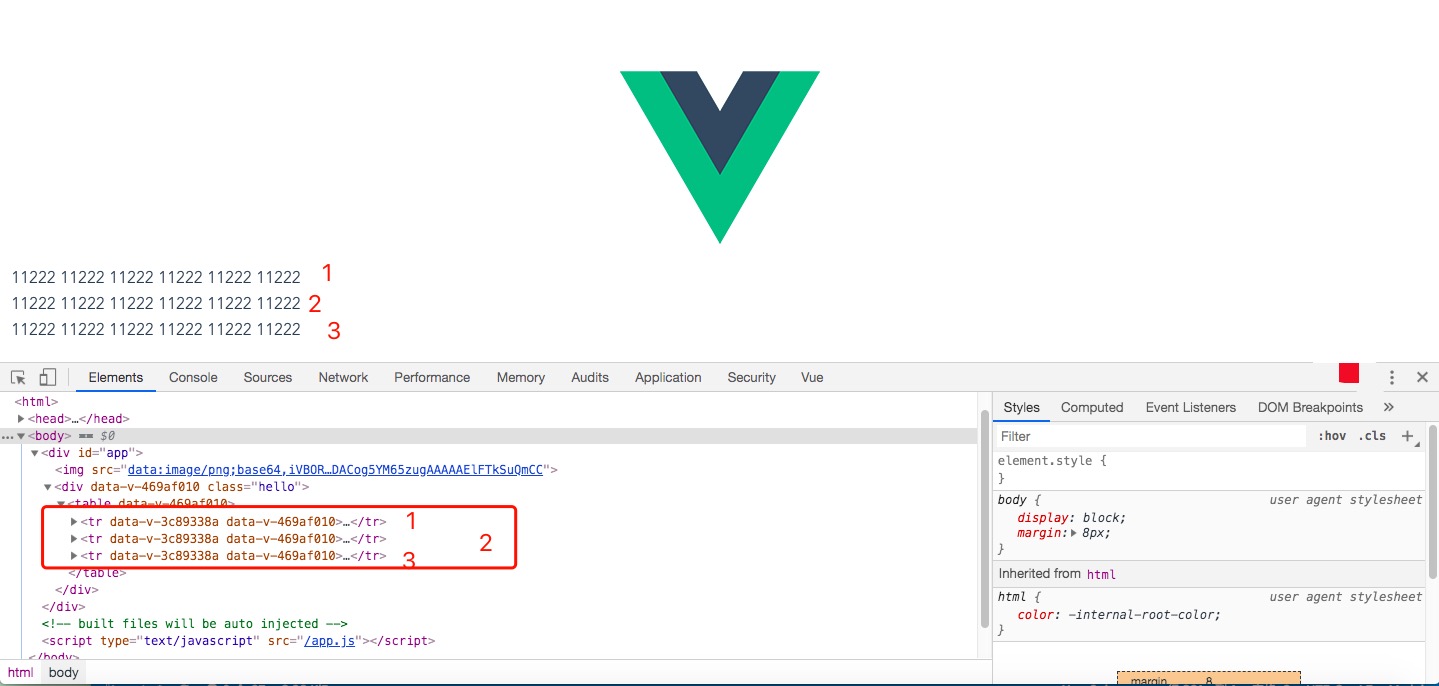 11222 11222 11222 11222 11222 11222 1
11222 11222 11222 11222 11222 11222 2
11222 11222 11222 11222 11222 11222 3
Elements Console Sources Network Performance Memory Audits Application Security Vue
<html>
<head>…</head>
… <body> == $0
<div id="app">
<img src="data:image/png;base64,iVBOR…DACog5YM65zugAAAAAElFTkSuQmCC">
<div data-v-469af010 class="hello">
<table data-v-469af010>
<tr data-v-3c89338a data-v-469af010>…</tr> 1
<tr data-v-3c89338a data-v-469af010>…</tr> 2
<tr data-v-3c89338a data-v-469af010>…</tr> 3
</table>
</div>
</div>
<!-- built files will be auto injected -->
<script type="text/javascript" src="/app.js"></script>
</body>
html body
Styles Computed Event Listeners DOM Breakpoints »
Filter :hov .cls +
element.style {
}
body { user agent stylesheet
display: block;
margin: 8px;
}
Inherited from html
html { user agent stylesheet
color: -internal-root-color;
}
margin 8